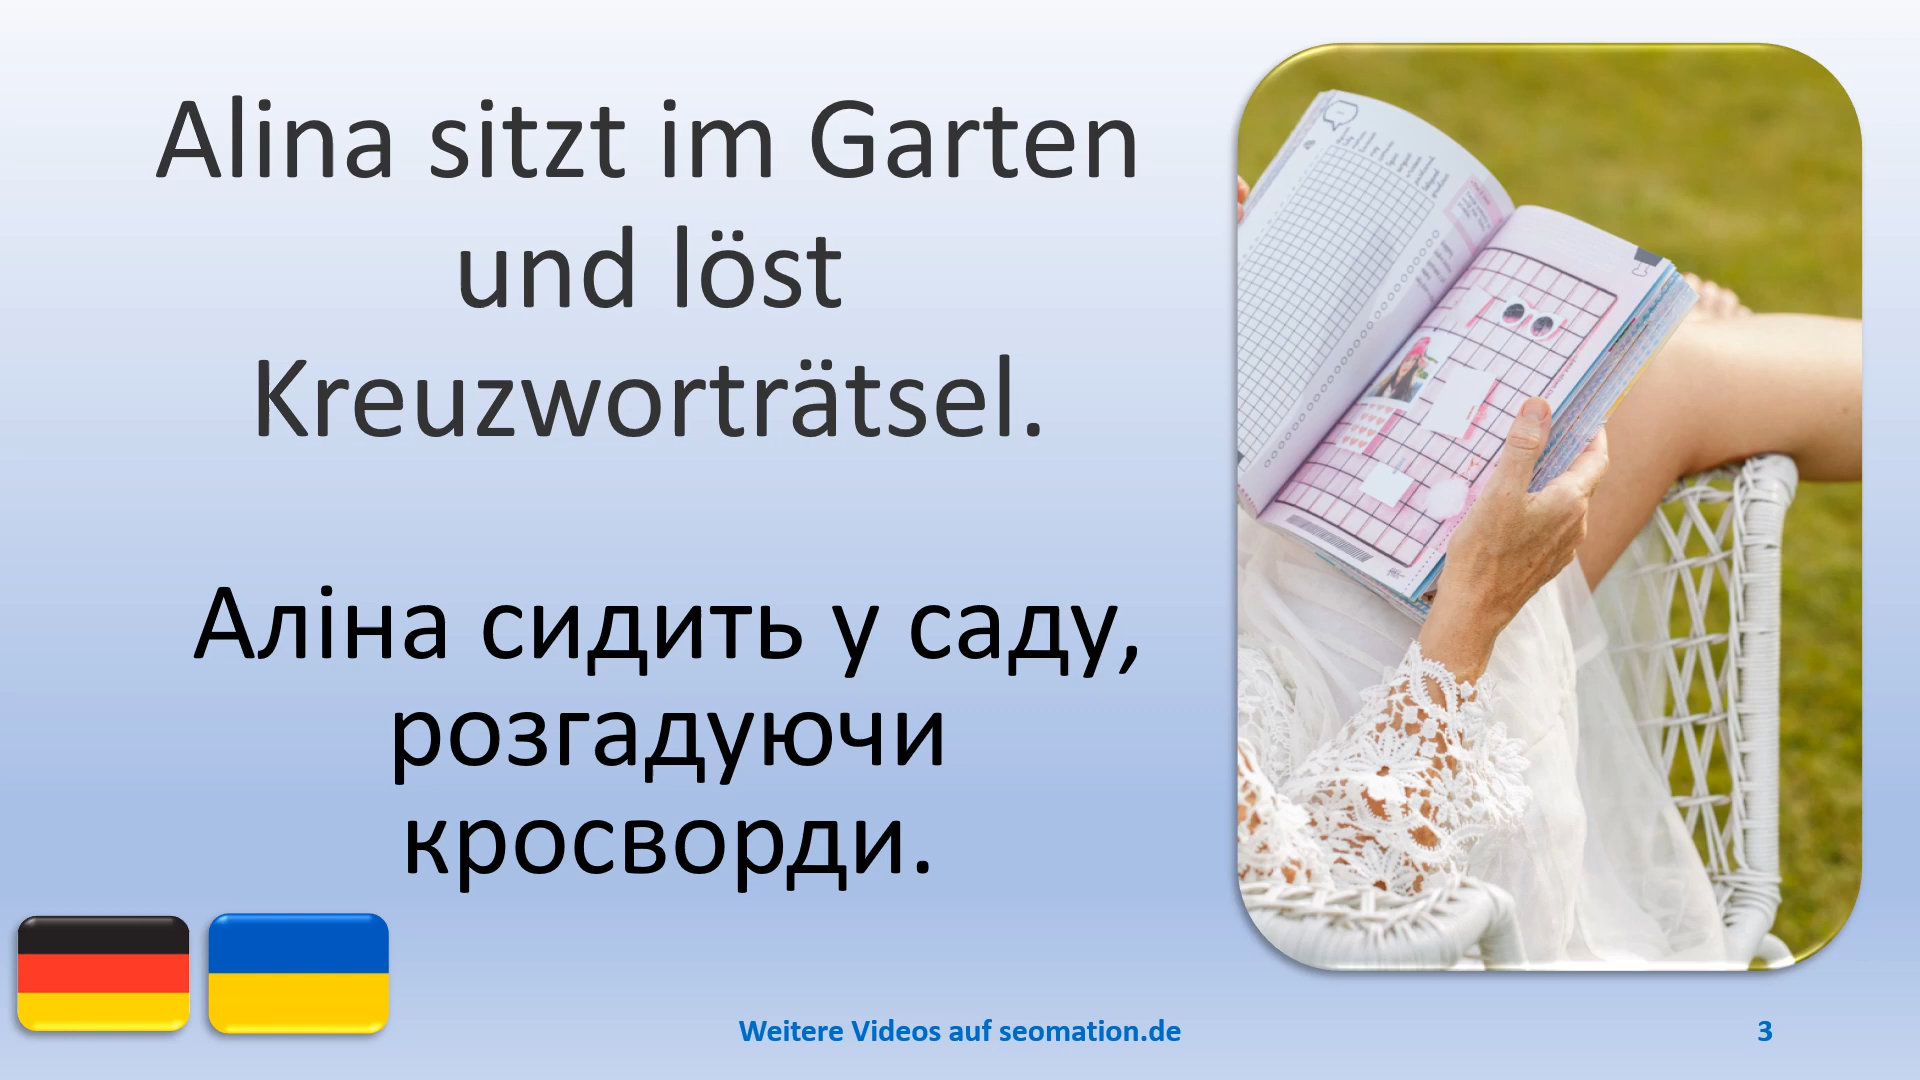 Alina sitzt im Garten
und löst
Kreuzworträtsel.
Аліна сидить у саду,
розгадуючи
кросворди.
Weitere Videos auf seomation.de
3